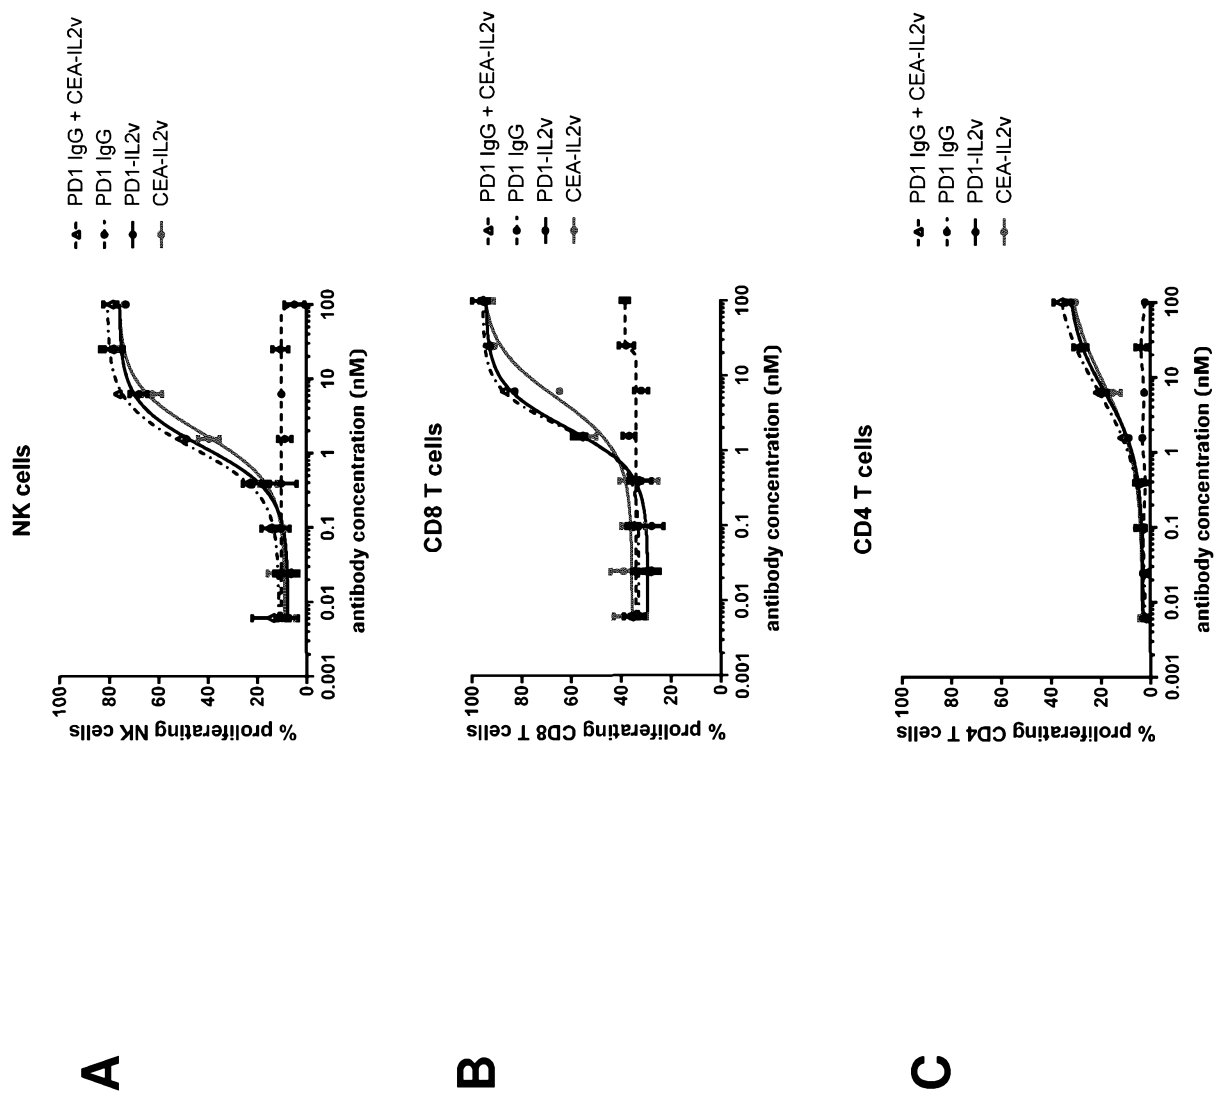 A
NK cells
PD1 IgG + CEA-IL2v
PD1 IgG
PD1-IL2v
CEA-IL2v
% proliferating NK cells
100
80
60
40
20
0
0.001
0.01
0.1
1
10
100
antibody concentration (nM)
B
CD8 T cells
PD1 IgG + CEA-IL2v
PD1 IgG
PD1-IL2v
CEA-IL2v
% proliferating CD8 T cells
100
80
60
40
20
0
0.001
0.01
0.1
1
10
100
antibody concentration (nM)
C
CD4 T cells
PD1 IgG + CEA-IL2v
PD1 IgG
PD1-IL2v
CEA-IL2v
% proliferating CD4 T cells
100
80
60
40
20
0
0.001
0.01
0.1
1
10
100
antibody concentration (nM)